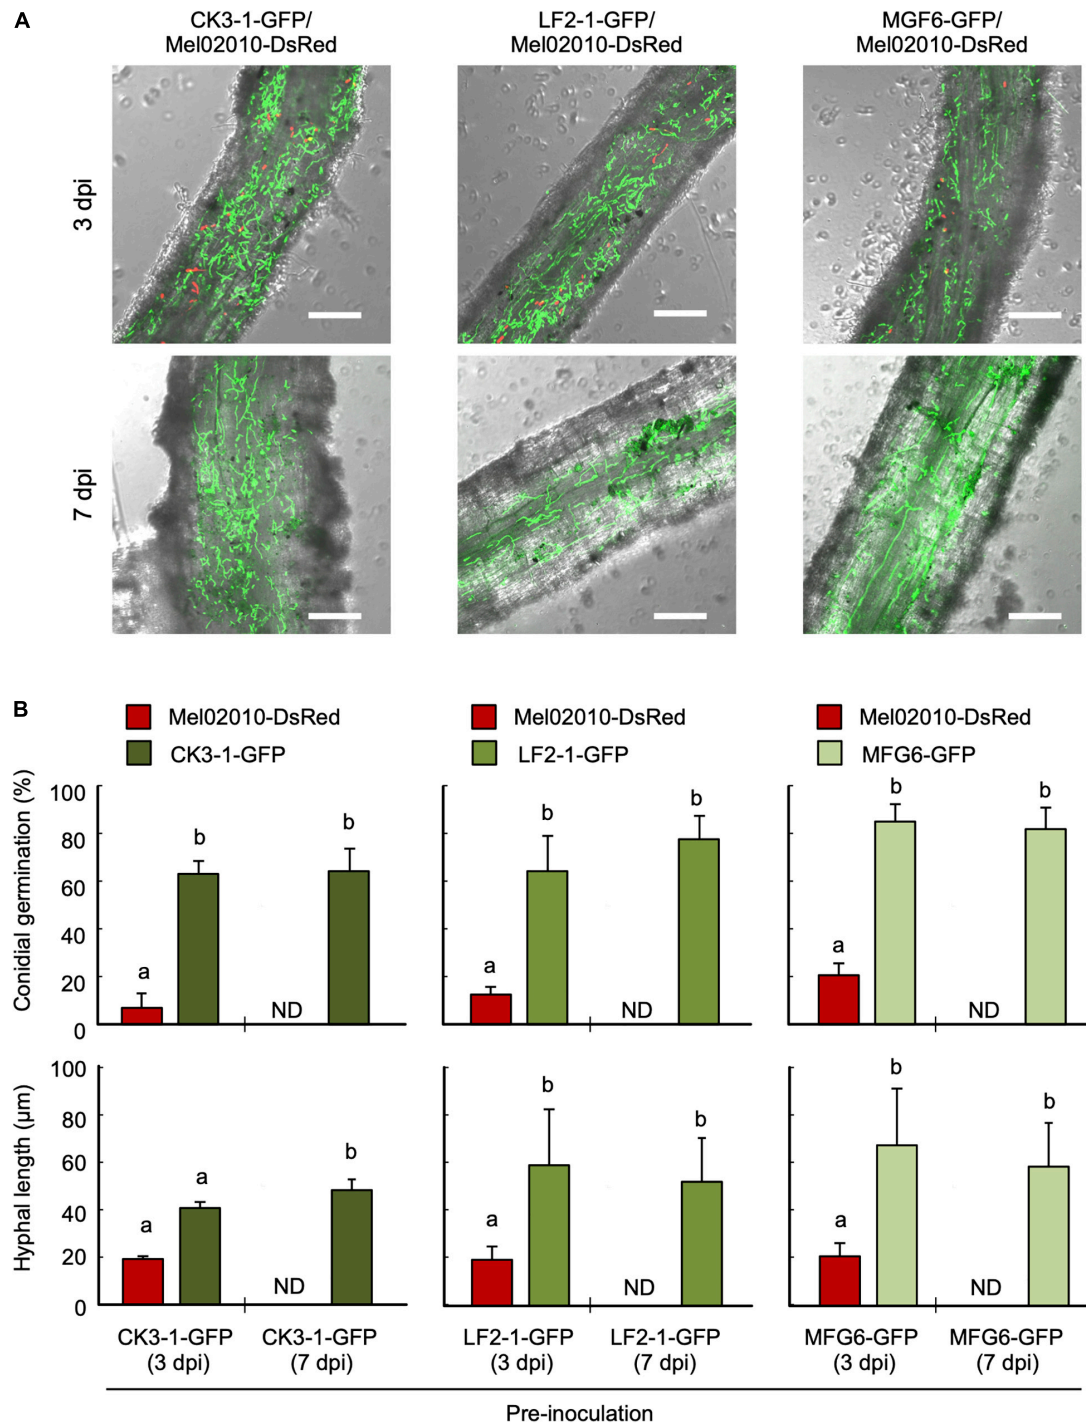 A
CK3-1-GFP/
Mel02010-DsRed
LF2-1-GFP/
Mel02010-DsRed
MGF6-GFP/
Mel02010-DsRed
3 dpi
7 dpi
B
Mel02010-DsRed
CK3-1-GFP
Mel02010-DsRed
LF2-1-GFP
Mel02010-DsRed
MFG6-GFP
Conidial germination (%)
100
80
60
40
20
0
a
b
ND
b
a
b
ND
b
a
b
ND
b
Hyphal length (µm)
100
80
60
40
20
0
a
a
ND
b
a
b
ND
b
a
b
ND
b
CK3-1-GFP
(3 dpi)
CK3-1-GFP
(7 dpi)
LF2-1-GFP
(3 dpi)
LF2-1-GFP
(7 dpi)
MFG6-GFP
(3 dpi)
MFG6-GFP
(7 dpi)
Pre-inoculation